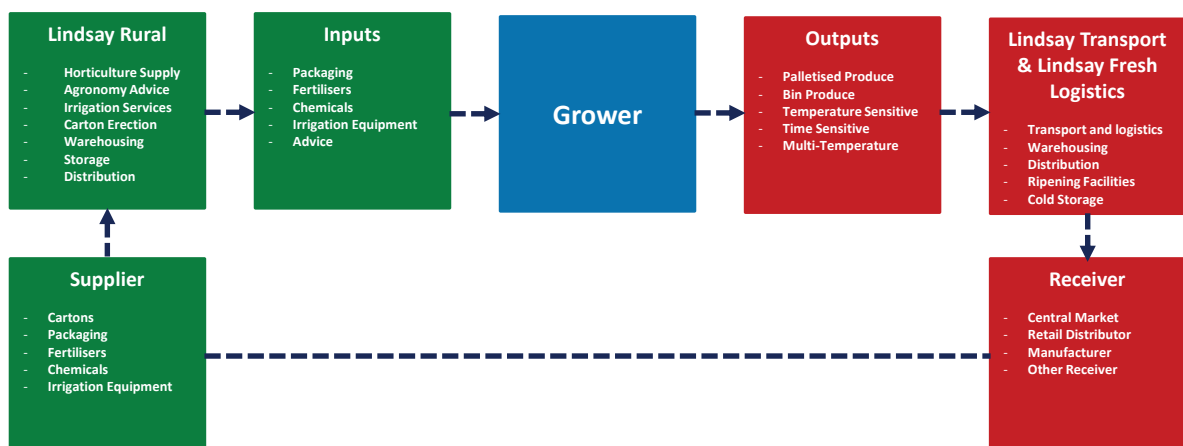 Lindsay Rural
- Horticulture Supply
- Agronomy Advice
- Irrigation Services
- Carton Erection
- Warehousing
- Storage
- Distribution
Inputs
- Packaging
- Fertilisers
- Chemicals
- Irrigation Equipment
- Advice
Grower
Outputs
- Palletised Produce
- Bin Produce
- Temperature Sensitive
- Time Sensitive
- Multi-Temperature
Lindsay Transport
& Lindsay Fresh
Logistics
- Transport and logistics
- Warehousing
- Distribution
- Ripening Facilities
- Cold Storage
Supplier
- Cartons
- Packaging
- Fertilisers
- Chemicals
- Irrigation Equipment
Receiver
- Central Market
- Retail Distributor
- Manufacturer
- Other Receiver